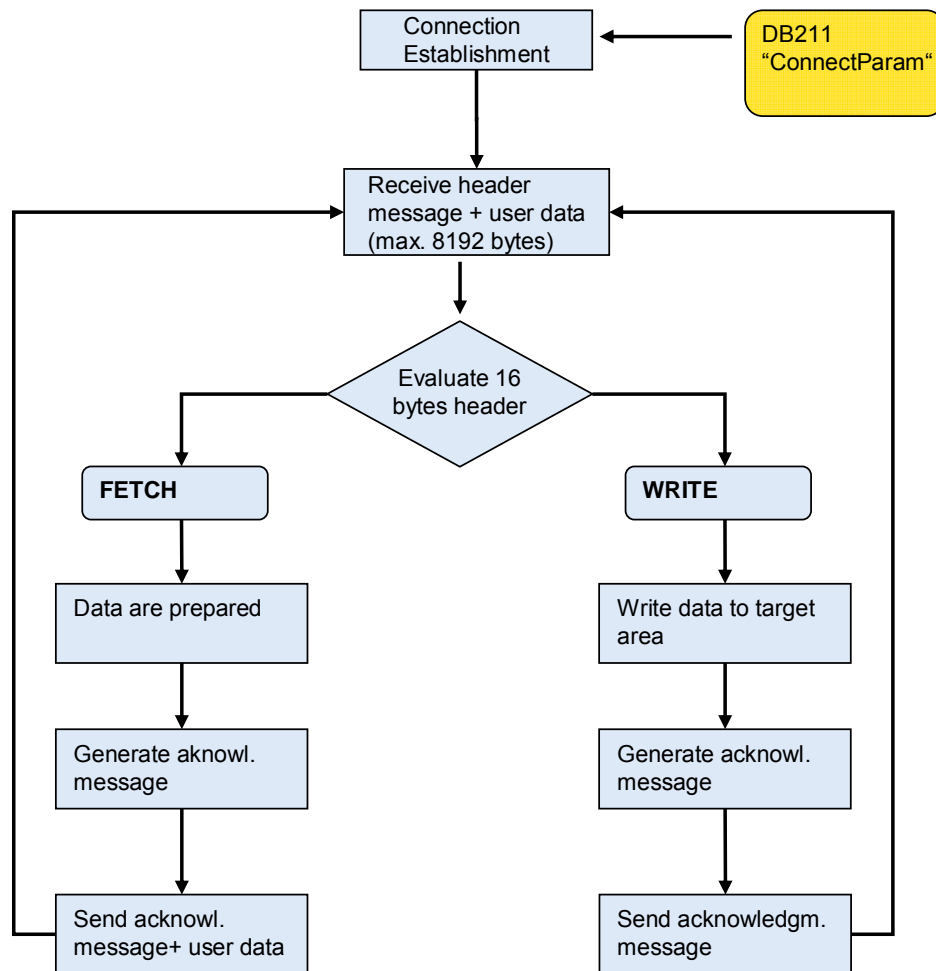 Connection
Establishment
DB211
“ConnectParam“
Receive header
message + user data
(max. 8192 bytes)
Evaluate 16
bytes header
FETCH
WRITE
Data are prepared
Write data to target
area
Generate aknowl.
message
Generate acknowl.
message
Send acknowl.
message+ user data
Send acknowledgm.
message